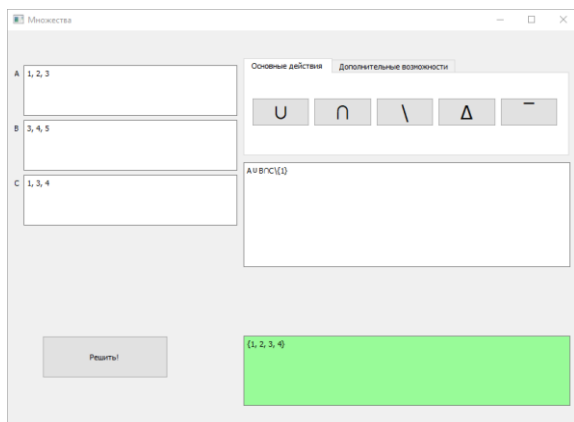 Множества
Основные действия
Дополнительные возможности
A
1, 2, 3
∪
∩
\
Δ
‾
B
3, 4, 5
A∪B∩C\{1}
C
1, 3, 4
Решить!
{1, 2, 3, 4}